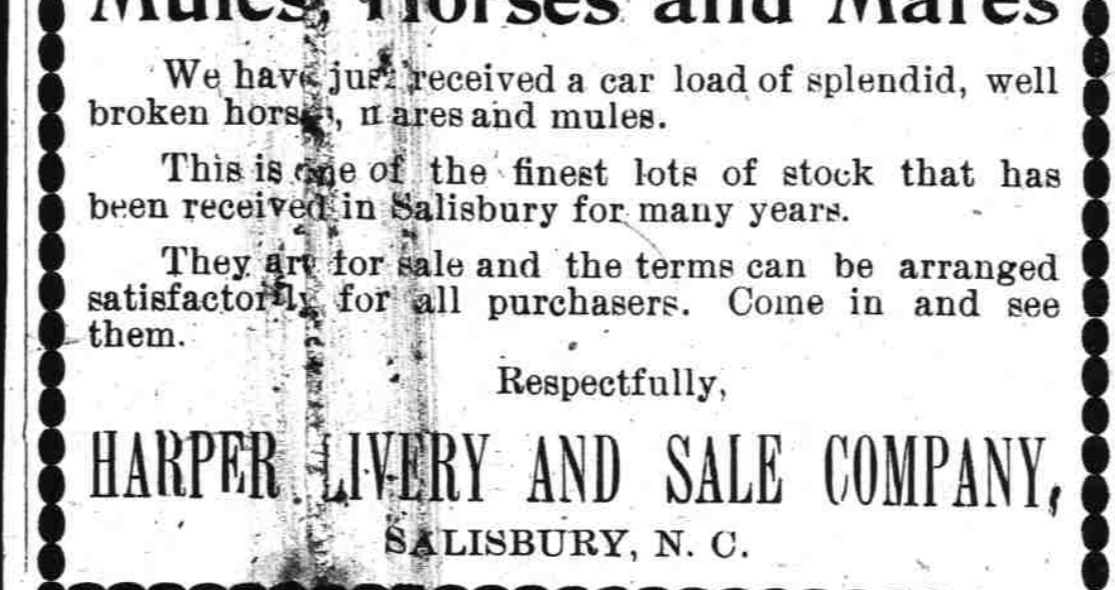 Mules, Horses and Mares
We have just received a car load of splendid, well
broken horses, mares and mules.
This is one of the finest lots of stock that has
been received in Salisbury for many years.
They are for sale and the terms can be arranged
satisfactorily for all purchasers. Come in and see
them.
Respectfully,
HARPER LIVERY AND SALE COMPANY,
SALISBURY, N. C.